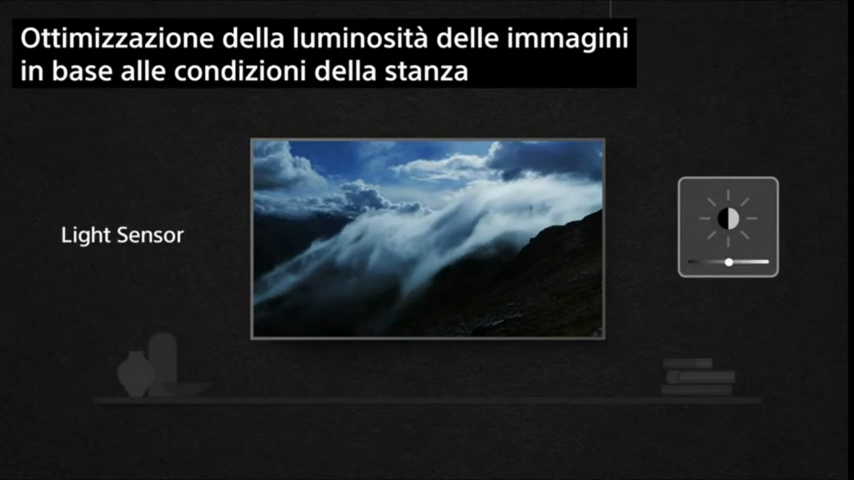 Ottimizzazione della luminosità delle immagini
in base alle condizioni della stanza
Light Sensor